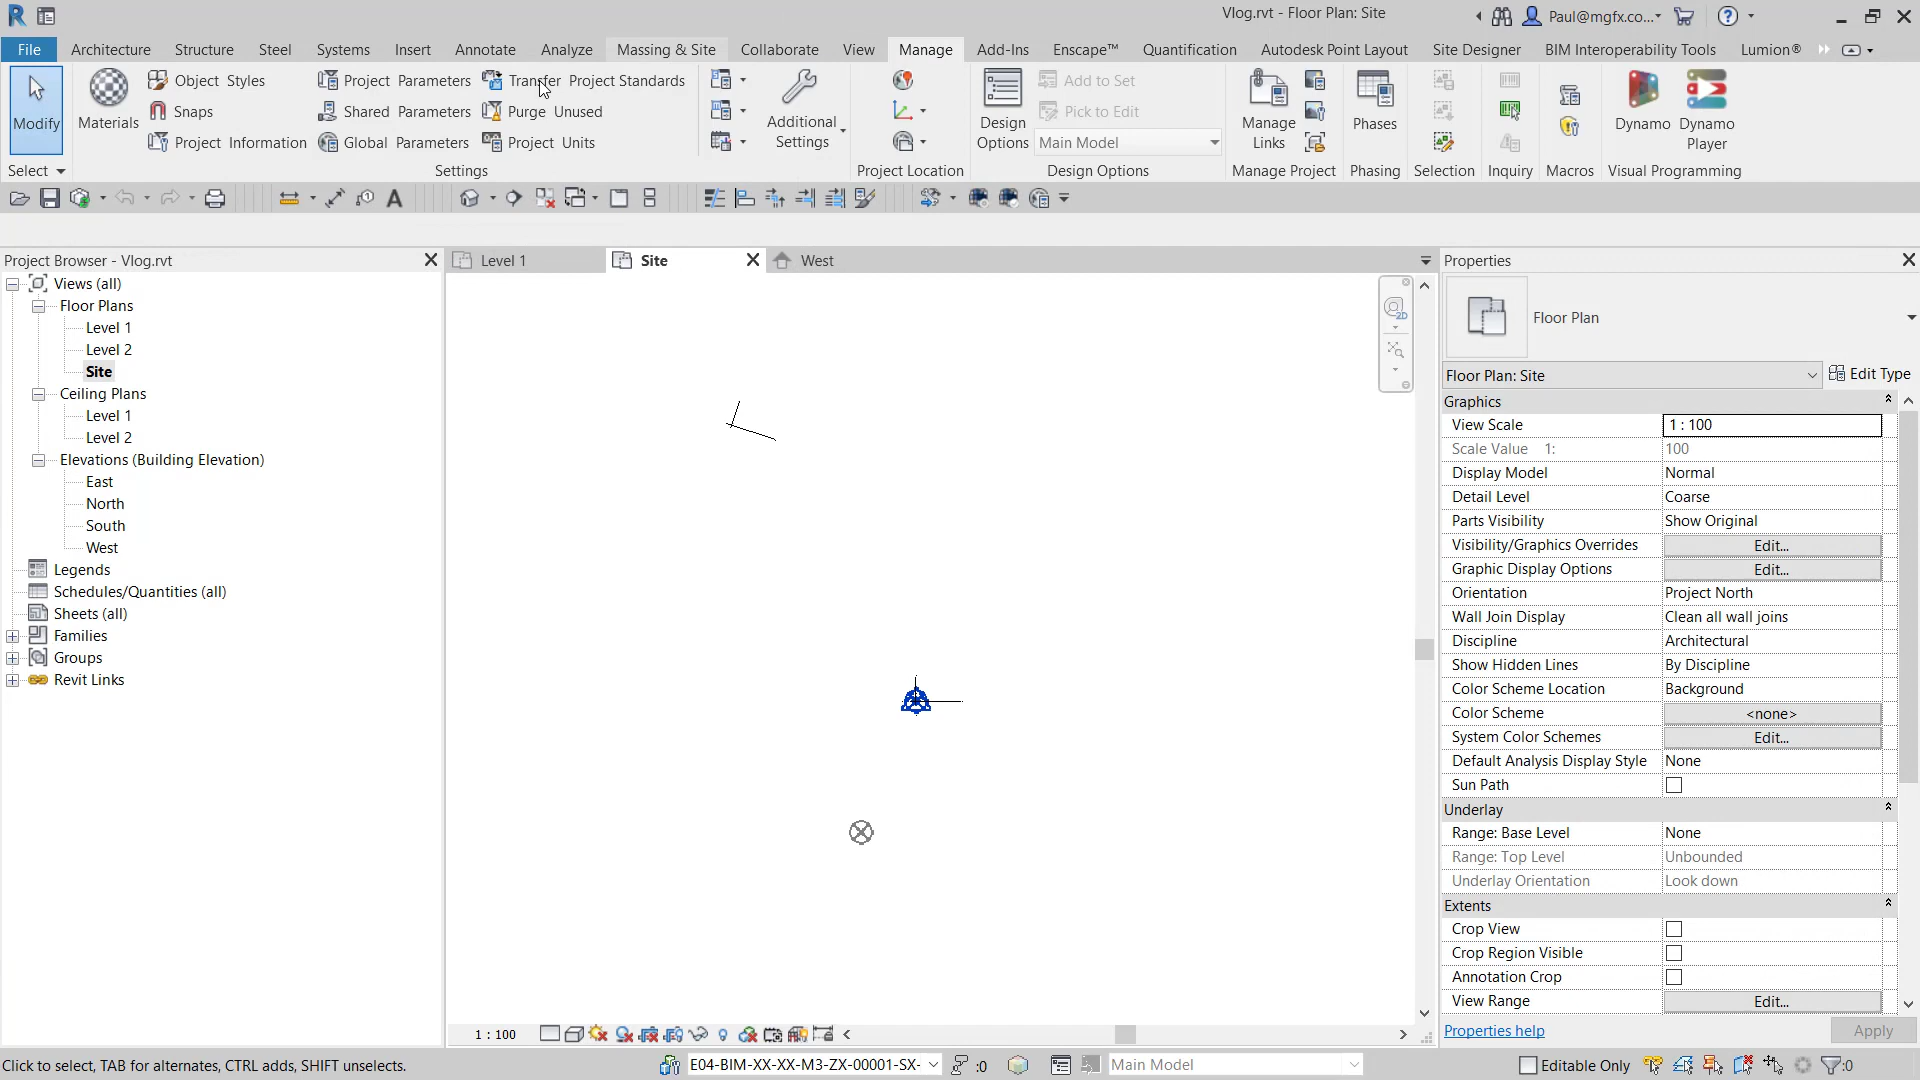 Vlog.rvt - Floor Plan: Site
Paul@mgfx.co...
File Architecture Structure Steel Systems Insert Annotate Analyze Massing & Site Collaborate View Manage Add-Ins Enscape™ Quantification Autodesk Point Layout Site Designer BIM Interoperability Tools Lumion®
Modify
Materials
Object Styles
Snaps
Project Information
Project Parameters
Shared Parameters
Global Parameters
Transfer Project Standards
Purge Unused
Project Units
Additional Settings
Design Options
Add to Set
Pick to Edit
Main Model
Manage Links
Phases
Dynamo
Dynamo Player
Select Settings Project Location Design Options Manage Project Phasing Selection Inquiry Macros Visual Programming
Project Browser - Vlog.rvt
Views (all)
Floor Plans
Level 1
Level 2
Site
Ceiling Plans
Level 1
Level 2
Elevations (Building Elevation)
East
North
South
West
Legends
Schedules/Quantities (all)
Sheets (all)
Families
Groups
Revit Links
Level 1 Site West
2D
Properties
Floor Plan
Floor Plan: Site Edit Type
Graphics
View Scale 1 : 100
Scale Value 1: 100
Display Model Normal
Detail Level Coarse
Parts Visibility Show Original
Visibility/Graphics Overrides Edit...
Graphic Display Options Edit...
Orientation Project North
Wall Join Display Clean all wall joins
Discipline Architectural
Show Hidden Lines By Discipline
Color Scheme Location Background
Color Scheme <none>
System Color Schemes Edit...
Default Analysis Display Style None
Sun Path
Underlay
Range: Base Level None
Range: Top Level Unbounded
Underlay Orientation Look down
Extents
Crop View
Crop Region Visible
Annotation Crop
View Range Edit...
Properties help Apply
1 : 100
Click to select, TAB for alternates, CTRL adds, SHIFT unselects. E04-BIM-XX-XX-M3-ZX-00001-SX- :0 Main Model Editable Only :0